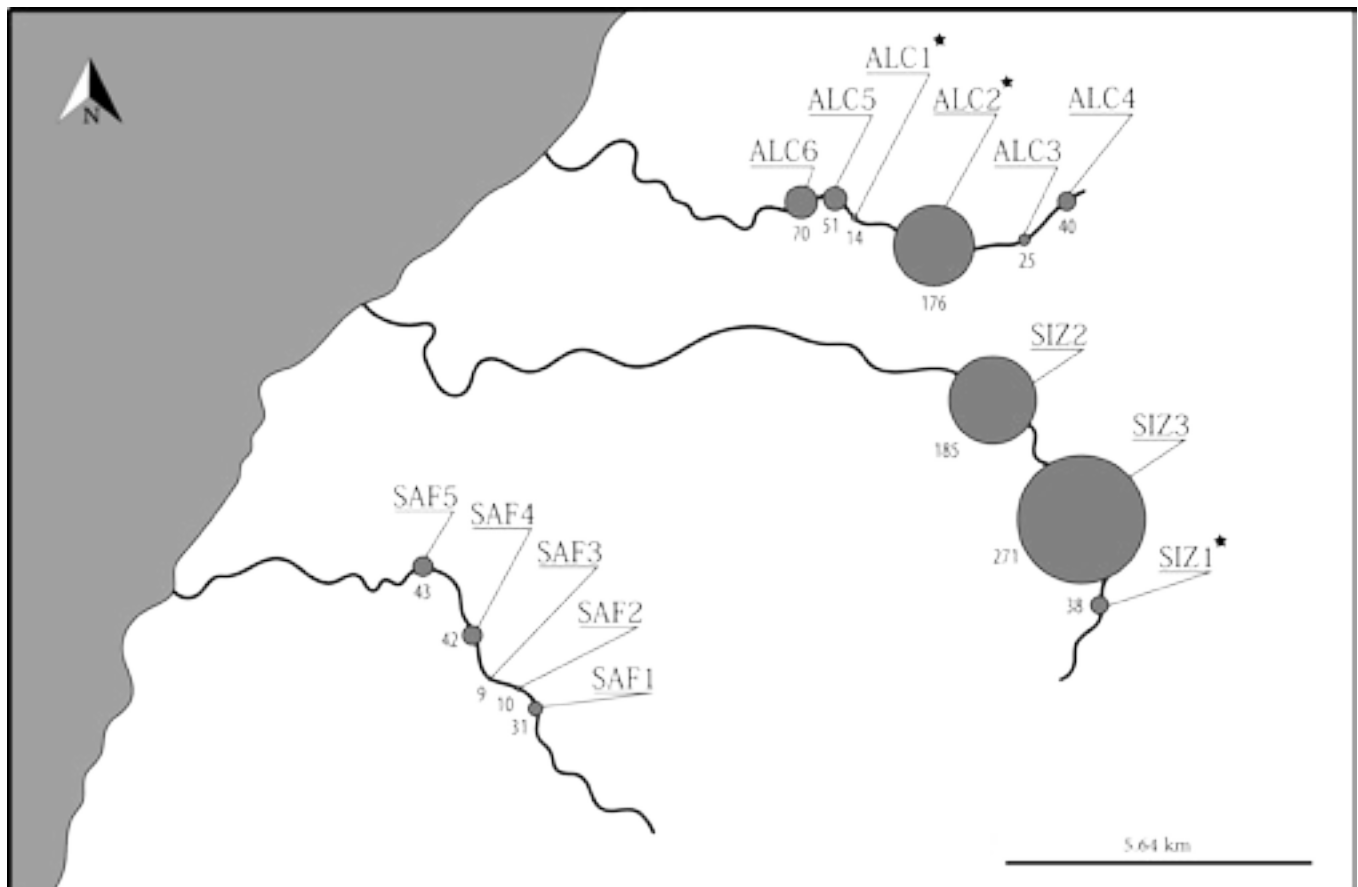 N
ALC1★
ALC5
ALC2★
ALC4
ALC6
ALC3
70
51
14
176
25
40
SIZ2
185
SIZ3
271
SIZ1★
38
SAF5
SAF4
SAF3
SAF2
SAF1
43
42
9
10
31
5.64 km